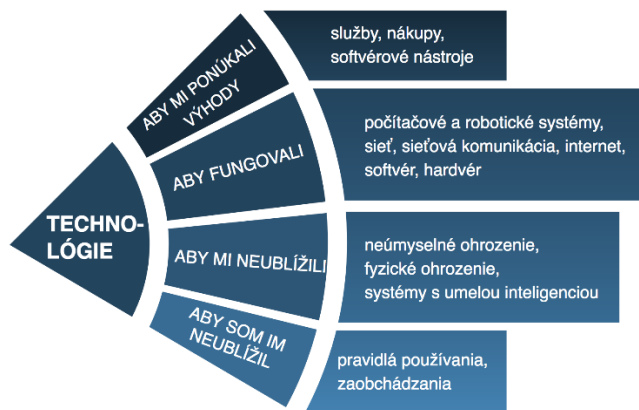 TECHNO-
LÓGIE
ABY MI PONÚKALI
VÝHODY
služby, nákupy,
softvérové nástroje
ABY FUNGOVALI
počítačové a robotické systémy,
sieť, sieťová komunikácia, internet,
softvér, hardvér
ABY MI NEUBLÍŽILI
neúmyselné ohrozenie,
fyzické ohrozenie,
systémy s umelou inteligenciou
ABY SOM IM
NEUBLÍŽIL
pravidlá používania,
zaobchádzania